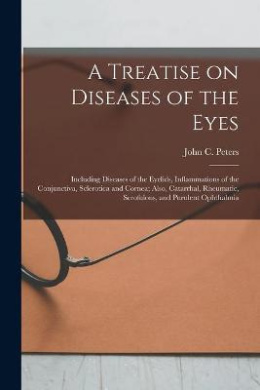 A Treatise on
Diseases of the
Eyes
John C. Peters
Including Diseases of the Eyelids, Inflammations of the
Conjunctiva, Sclerotica and Cornea; Also, Catarrhal, Rheumatic,
Scrofulous, and Purulent Ophthalmia